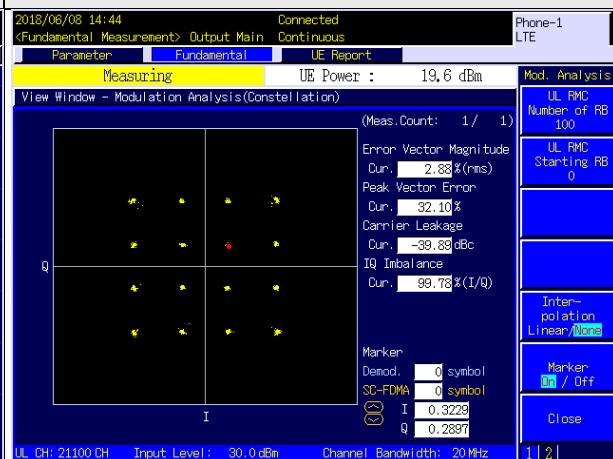 2018/06/08 14:44 Connected Phone-1
<Fundamental Measurement> Output Main Continuous LTE
Parameter Fundamental UE Report
Measuring UE Power : 19.6 dBm Mod. Analysis
View Window - Modulation Analysis(Constellation)
(Meas.Count: 1/ 1)
Error Vector Magnitude
Cur. 2.88 %(rms)
Peak Vector Error
Cur. 32.10 %
Carrier Leakage
Cur. -39.89 dBc
IQ Imbalance
Cur. 99.78 %(I/Q)
Q
I
Marker
Demod. 0 symbol
SC-FDMA 0 symbol
I 0.3229
Q 0.2897
UL RMC
Number of RB
100
UL RMC
Starting RB
0
Inter-
polation
Linear/None
Marker
On / Off
Close
UL CH: 21100 CH Input Level: 30.0 dBm Channel Bandwidth: 20 MHz 1 2